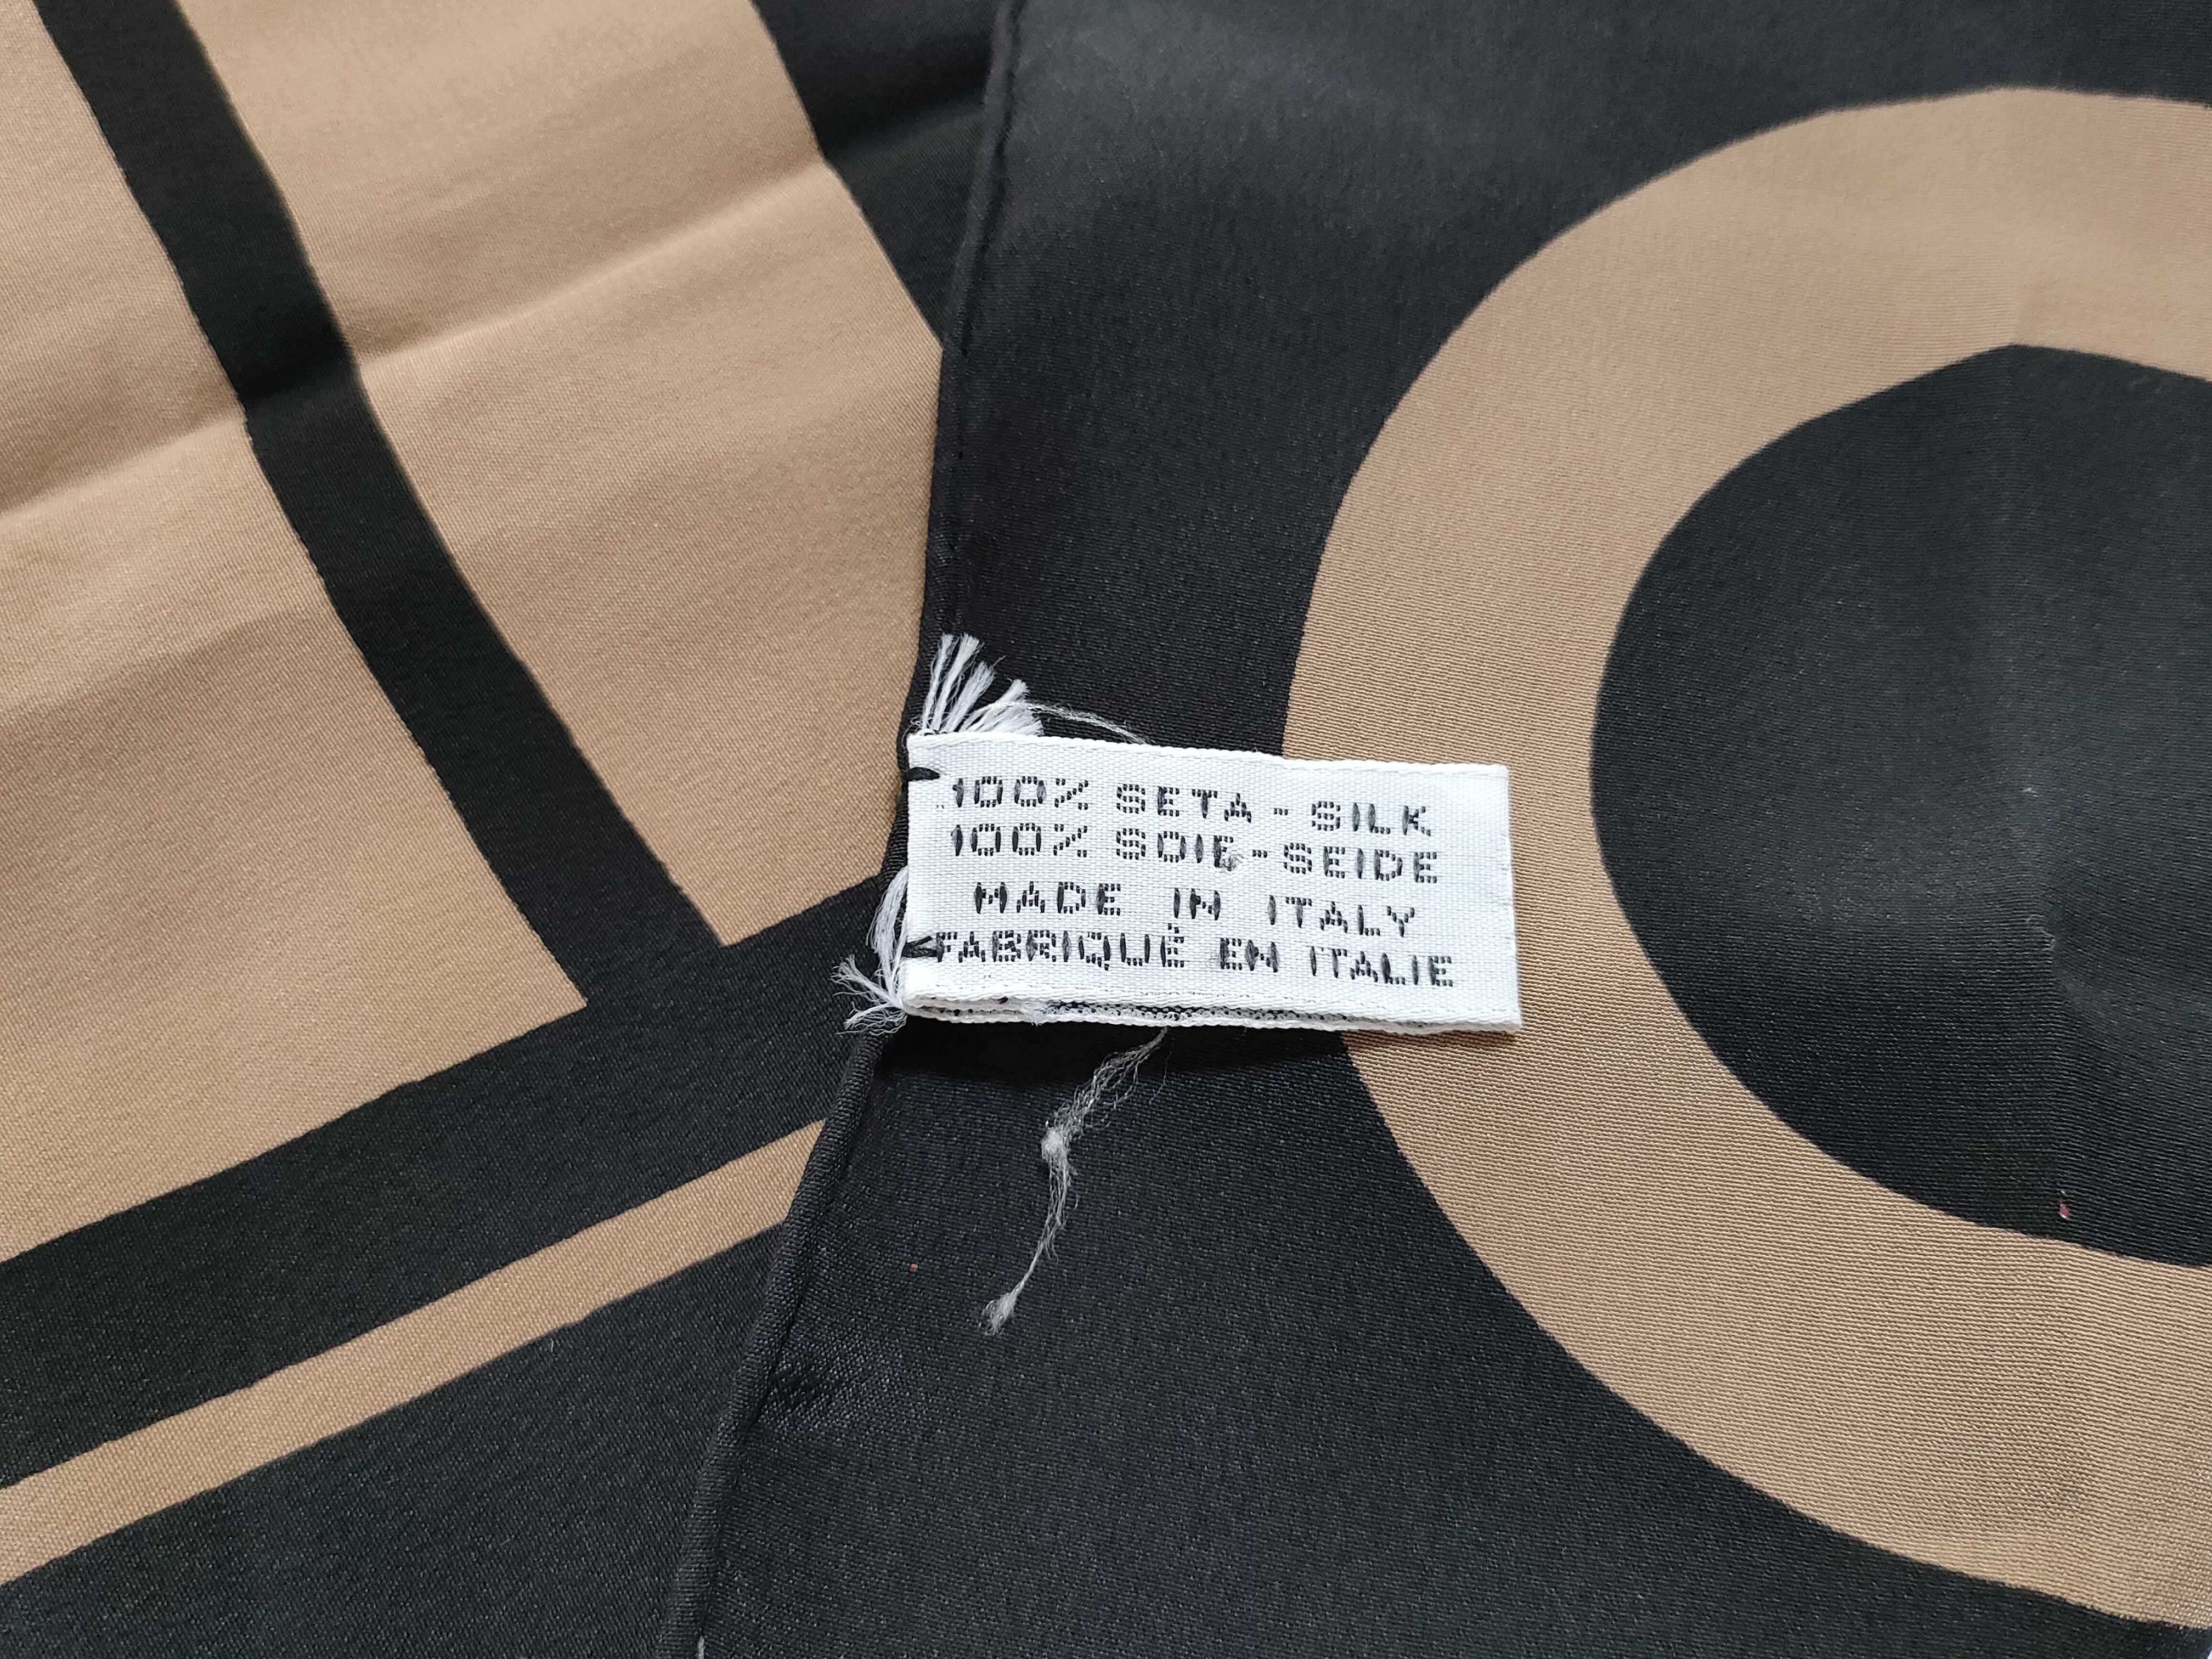 100% SETA - SILK
100% SOIE - SEIDE
MADE IN ITALY
FABRIQUÉ EN ITALIE